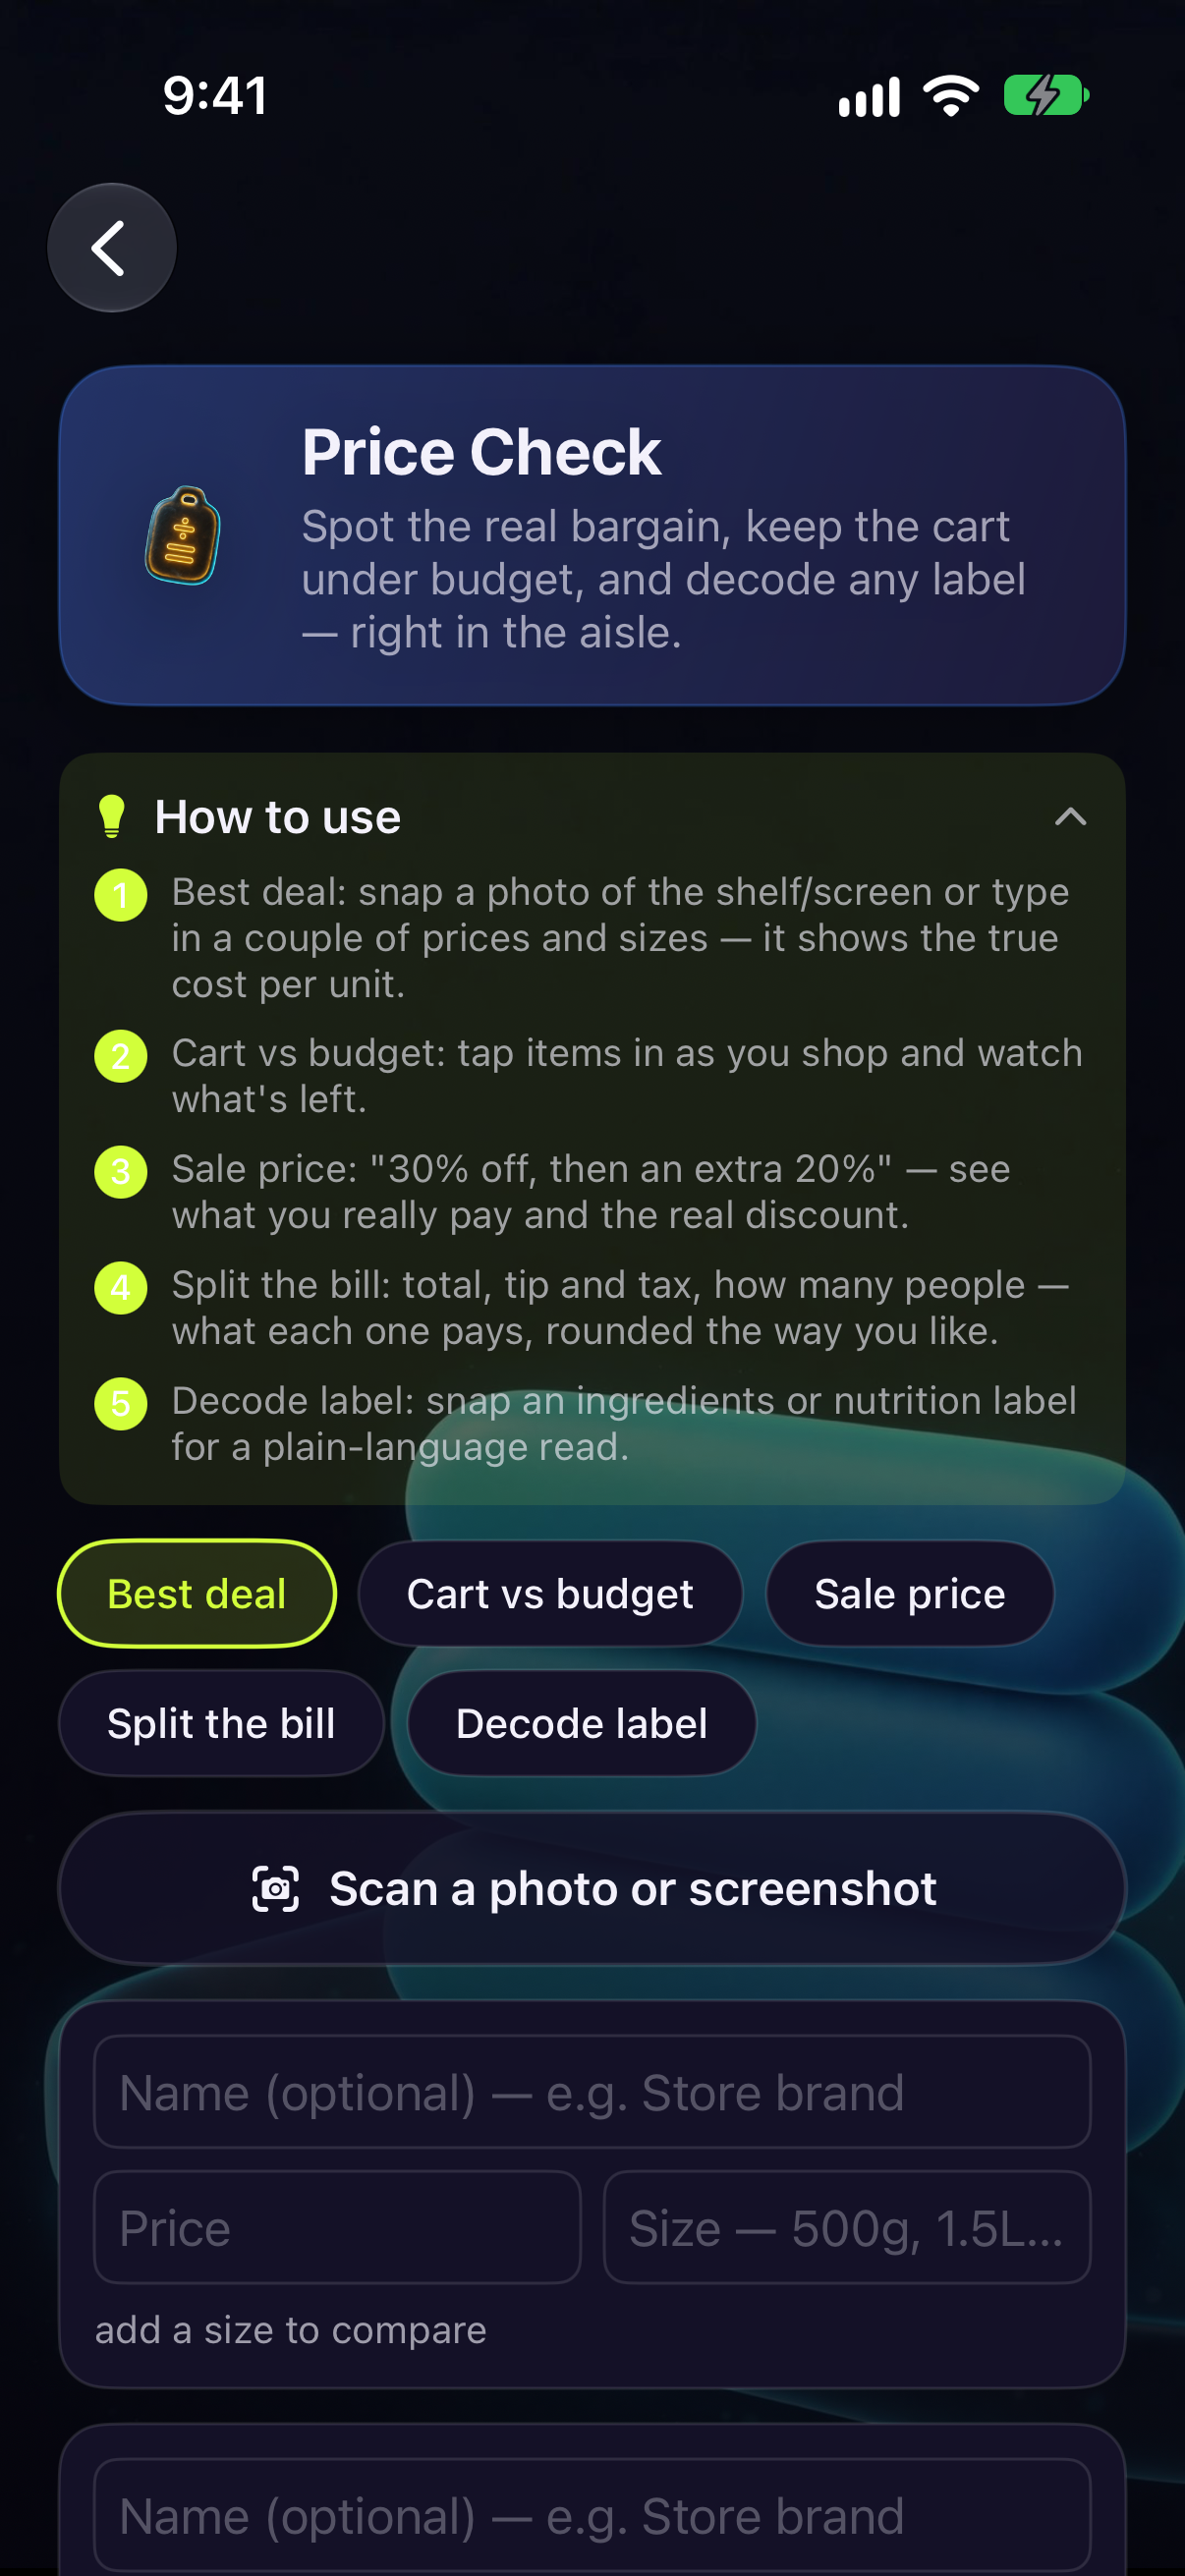 9:41
Price Check
Spot the real bargain, keep the cart
under budget, and decode any label
— right in the aisle.
How to use
1 Best deal: snap a photo of the shelf/screen or type
in a couple of prices and sizes — it shows the true
cost per unit.
2 Cart vs budget: tap items in as you shop and watch
what's left.
3 Sale price: "30% off, then an extra 20%" — see
what you really pay and the real discount.
4 Split the bill: total, tip and tax, how many people —
what each one pays, rounded the way you like.
5 Decode label: snap an ingredients or nutrition label
for a plain-language read.
Best deal Cart vs budget Sale price
Split the bill Decode label
Scan a photo or screenshot
Name (optional) — e.g. Store brand
Price Size — 500g, 1.5L...
add a size to compare
Name (optional) — e.g. Store brand